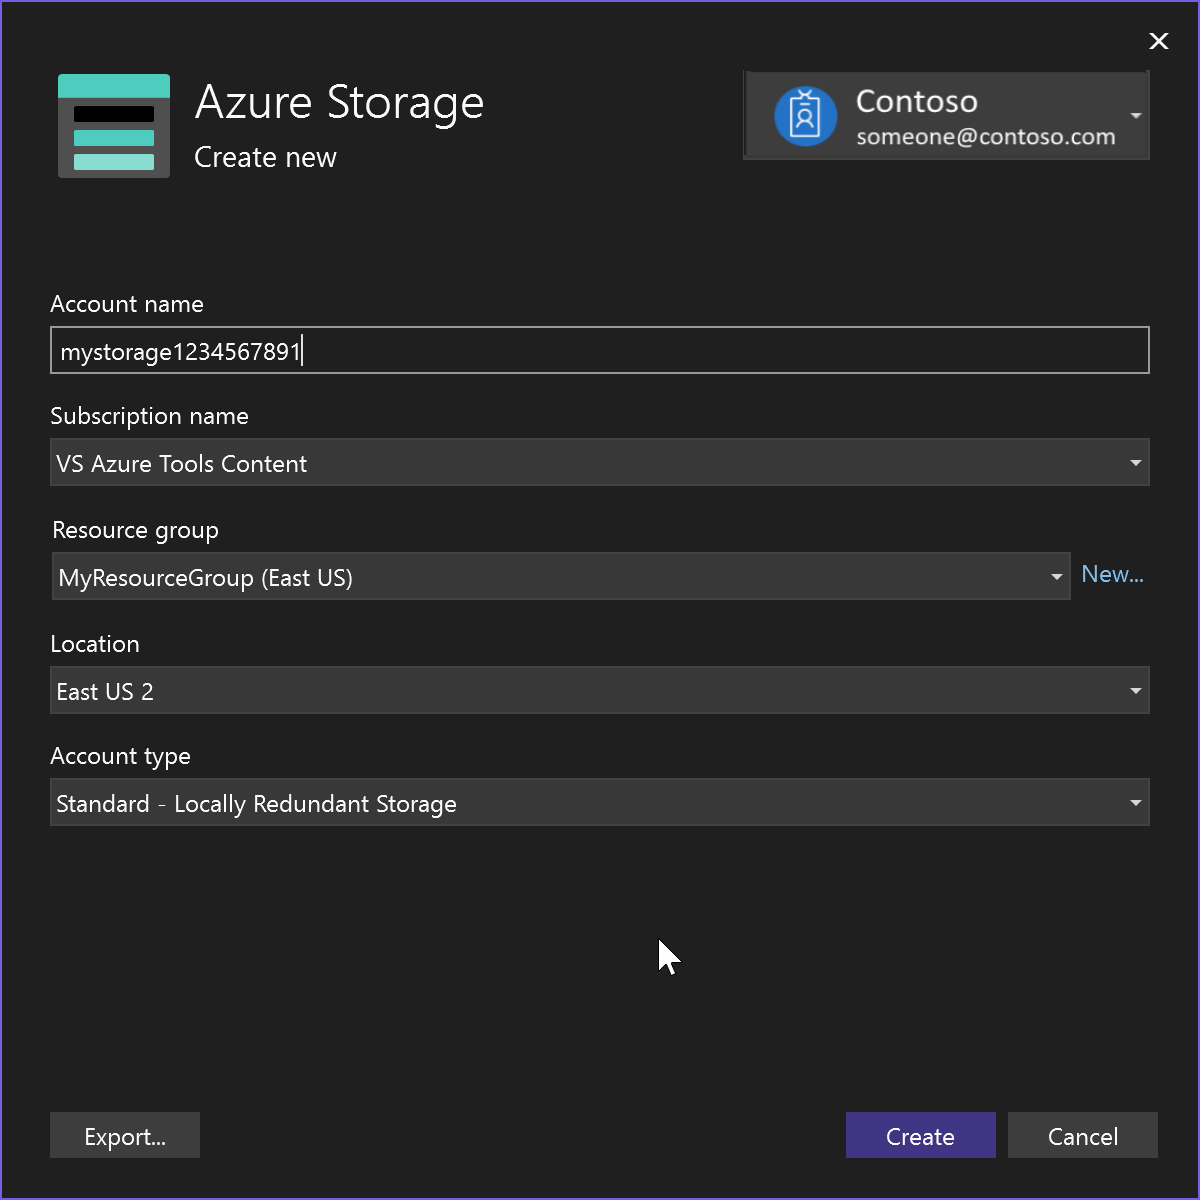 Azure Storage
Create new
Contoso
someone@contoso.com
Account name
mystorage1234567891
Subscription name
VS Azure Tools Content
Resource group
MyResourceGroup (East US)
New...
Location
East US 2
Account type
Standard - Locally Redundant Storage
Export...
Create
Cancel